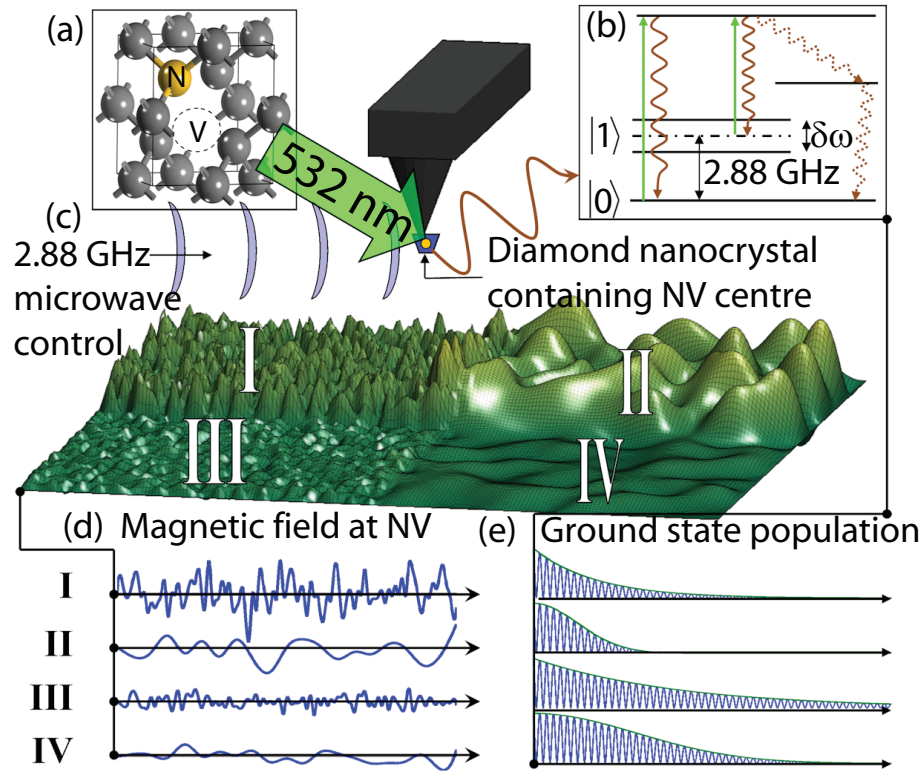 (a)
N
V
532 nm
(b)
|1⟩
δω
2.88 GHz
|0⟩
(c)
2.88 GHz
microwave
control
Diamond nanocrystal
containing NV centre
I
II
III
IV
(d) Magnetic field at NV
I
II
III
IV
(e) Ground state population